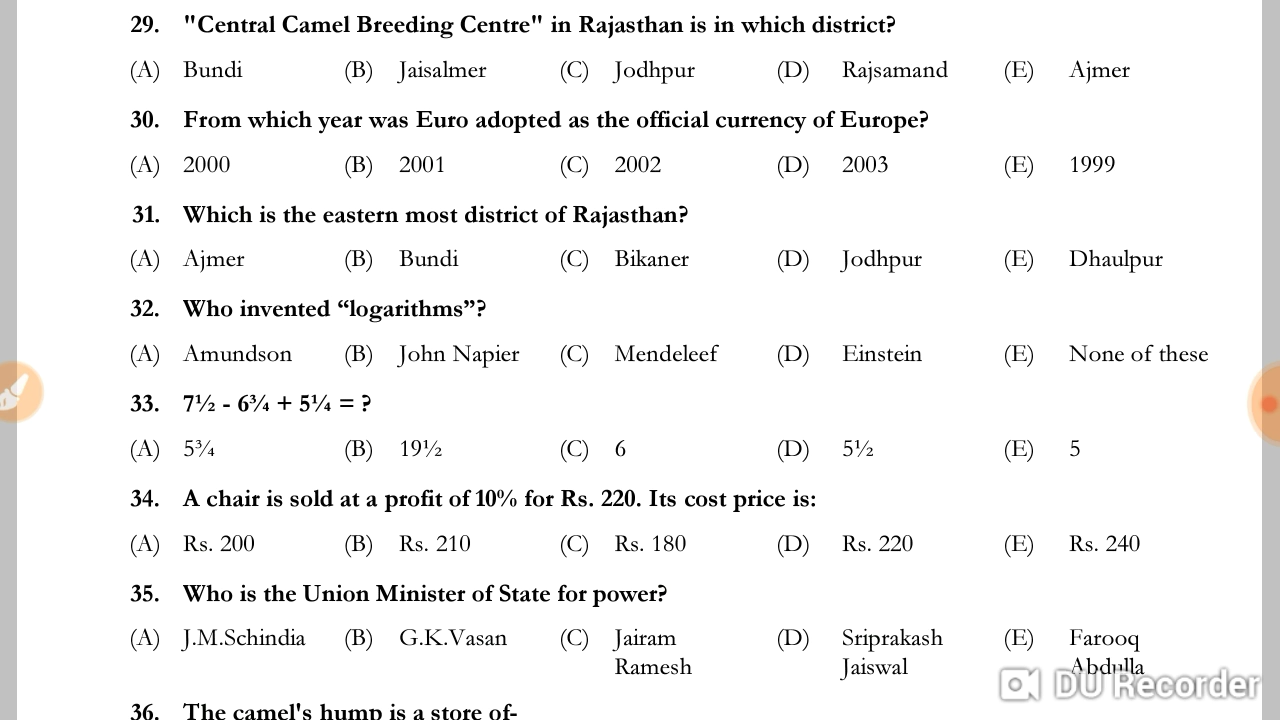 29. "Central Camel Breeding Centre" in Rajasthan is in which district?
(A) Bundi (B) Jaisalmer (C) Jodhpur (D) Rajsamand (E) Ajmer
30. From which year was Euro adopted as the official currency of Europe?
(A) 2000 (B) 2001 (C) 2002 (D) 2003 (E) 1999
31. Which is the eastern most district of Rajasthan?
(A) Ajmer (B) Bundi (C) Bikaner (D) Jodhpur (E) Dhaulpur
32. Who invented “logarithms”?
(A) Amundson (B) John Napier (C) Mendeleef (D) Einstein (E) None of these
33. 7½ - 6¾ + 5¼ = ?
(A) 5¾ (B) 19½ (C) 6 (D) 5½ (E) 5
34. A chair is sold at a profit of 10% for Rs. 220. Its cost price is:
(A) Rs. 200 (B) Rs. 210 (C) Rs. 180 (D) Rs. 220 (E) Rs. 240
35. Who is the Union Minister of State for power?
(A) J.M.Schindia (B) G.K.Vasan (C) Jairam (D) Sriprakash (E) Farooq
Ramesh Jaiswal Abdulla
DU Recorder
36. The camel's hump is a store of-